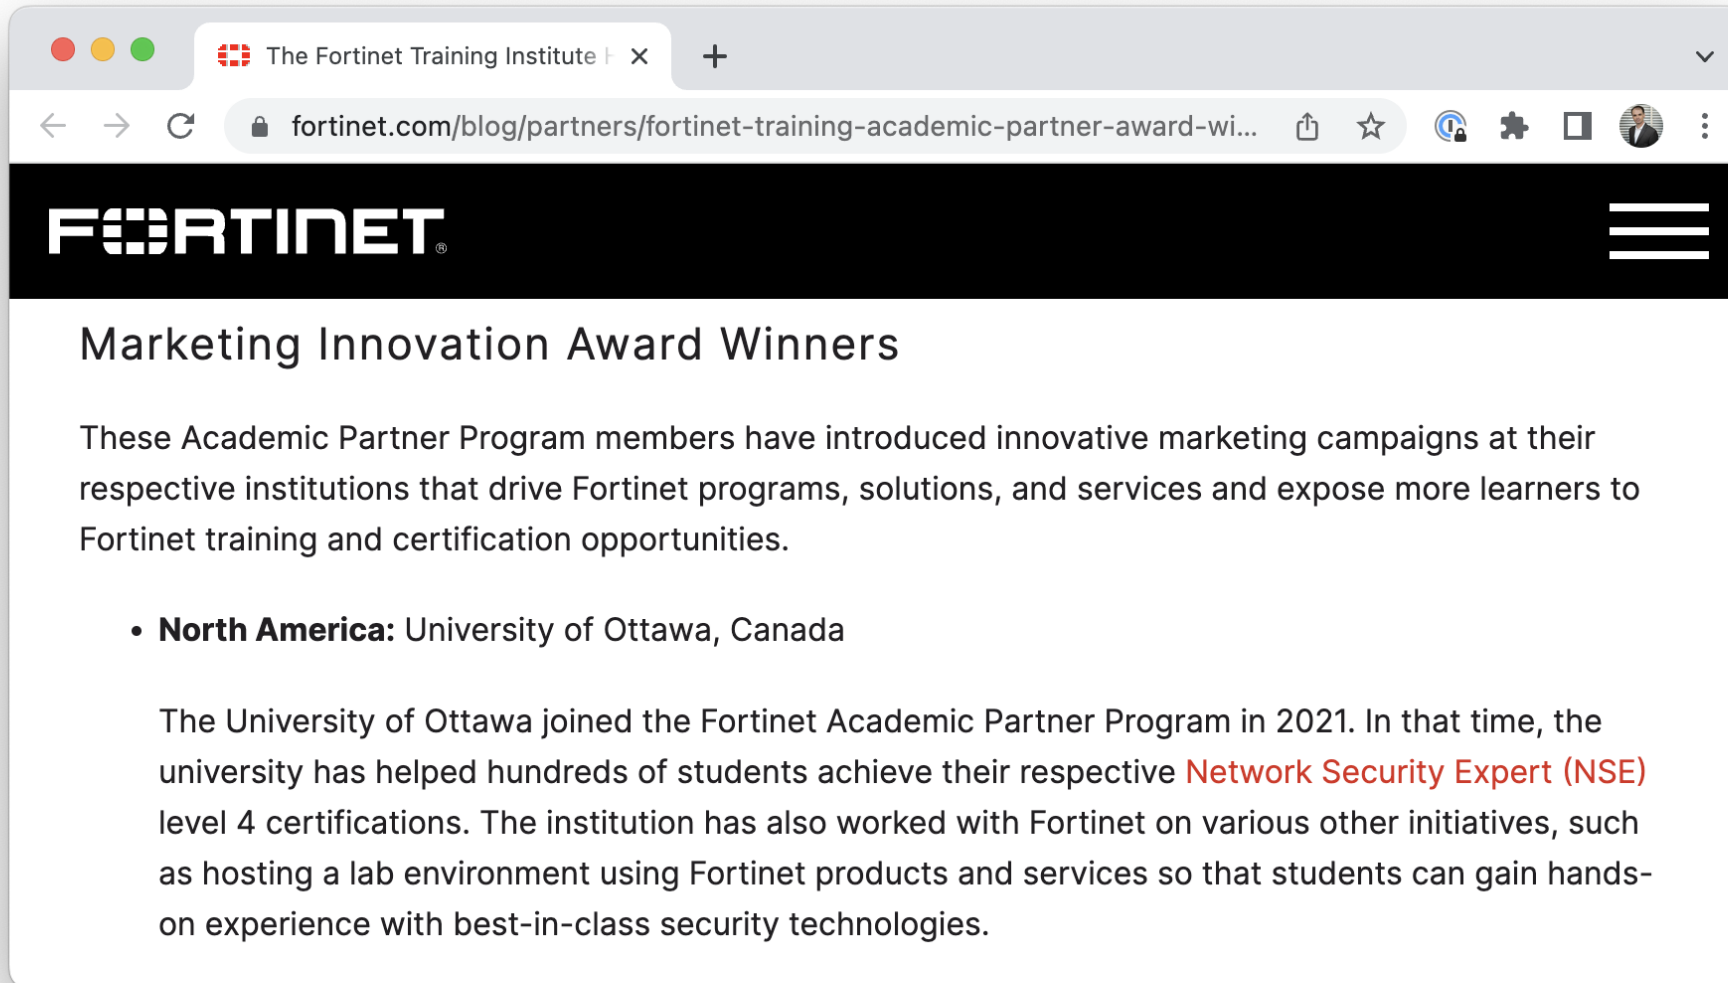 The Fortinet Training Institute
fortinet.com/blog/partners/fortinet-training-academic-partner-award-wi...
FORTINET®
Marketing Innovation Award Winners
These Academic Partner Program members have introduced innovative marketing campaigns at their
respective institutions that drive Fortinet programs, solutions, and services and expose more learners to
Fortinet training and certification opportunities.
• North America: University of Ottawa, Canada
The University of Ottawa joined the Fortinet Academic Partner Program in 2021. In that time, the
university has helped hundreds of students achieve their respective Network Security Expert (NSE)
level 4 certifications. The institution has also worked with Fortinet on various other initiatives, such
as hosting a lab environment using Fortinet products and services so that students can gain hands-
on experience with best-in-class security technologies.